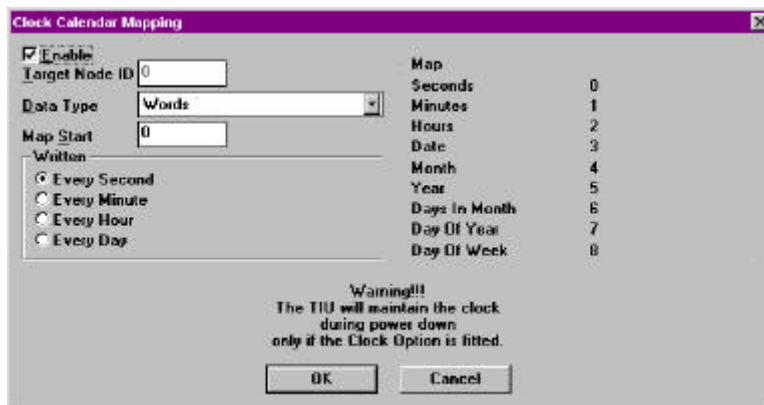 Clock Calendar Mapping
Enable
Target Node ID 0
Data Type Words
Map Start 0
Written
Every Second
Every Minute
Every Hour
Every Day
Map
Seconds 0
Minutes 1
Hours 2
Date 3
Month 4
Year 5
Days In Month 6
Day Of Year 7
Day Of Week 8
Warning!!!
The TIU will maintain the clock
during power down
only if the Clock Option is fitted.
OK Cancel